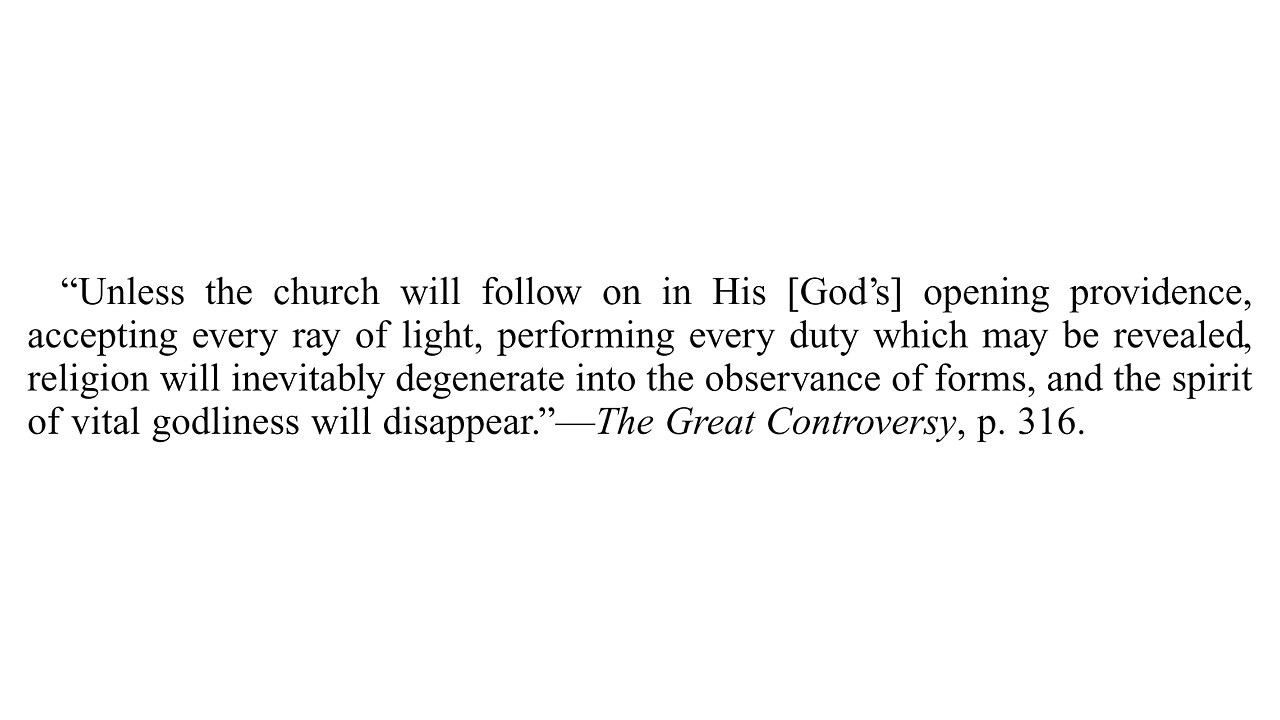 “Unless the church will follow on in His [God’s] opening providence,
accepting every ray of light, performing every duty which may be revealed,
religion will inevitably degenerate into the observance of forms, and the spirit
of vital godliness will disappear.”—The Great Controversy, p. 316.